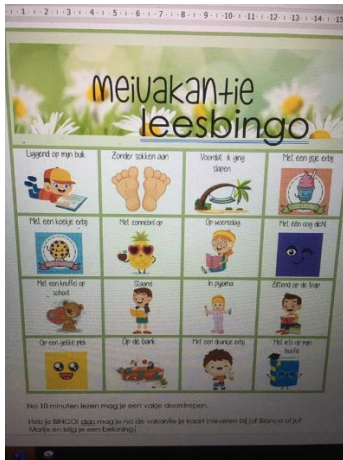 Meivakantie
leesbingo
Liggend op mijn buik
Zonder sokken aan
Voordat ik ging
slapen
Met een ijsje erbij
Met een koekje erbij
Met zonnebril op
Op woensdag
Met één oog dicht
Met een knuffel op
school
Staand
In pyjama
Zittend op de trap
Op een gekke plek
Op de bank
Met een drankje erbij
Met iets op mijn
hoofd
Na 10 minuten lezen mag je een vakje doorstrepen.
Heb je BINGO! dan mag je na de vakantie je kaart inleveren bij juf Bianca of juf
Marije en krijg je een beloning.